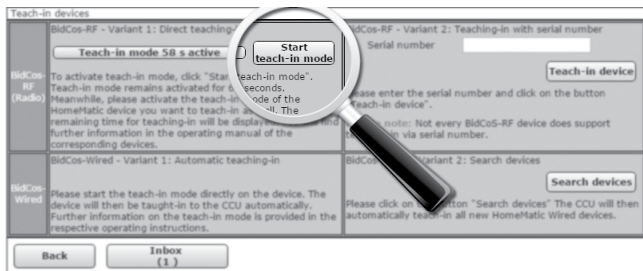 Teach-in devices
BidCos-RF - Variant 1: Direct teaching-
BidCos-RF - Variant 2: Teaching-in with serial number
Teach-in mode 58 s active
Start
teach-in mode
Serial number
BidCos-
RF
(Radio)
To activate teach-in mode, click "Start teach-in mode".
Teach-in mode remains activated for 6 seconds.
Meanwhile, please activate the teach-in mode of the
HomeMatic device you want to teach-in as well. The
remaining time for teaching-in will be displayed
further information in the operating manual of the
corresponding devices.
Teach-in device
Please enter the serial number and click on the button
"Teach-in device".
note: Not every BidCoS-RF device does support
via serial number.
BidCos-
Wired
BidCos-Wired - Variant 1: Automatic teaching-in
Please start the teach-in mode directly on the device. The
device will then be taught-in to the CCU automatically.
Further information on the teach-in mode is provided in the
respective operating instructions.
Variant 2: Search devices
Search devices
Please click on "Search devices" The CCU will then
automatically teach-in all new HomeMatic Wired devices.
Back
Inbox
(1 )